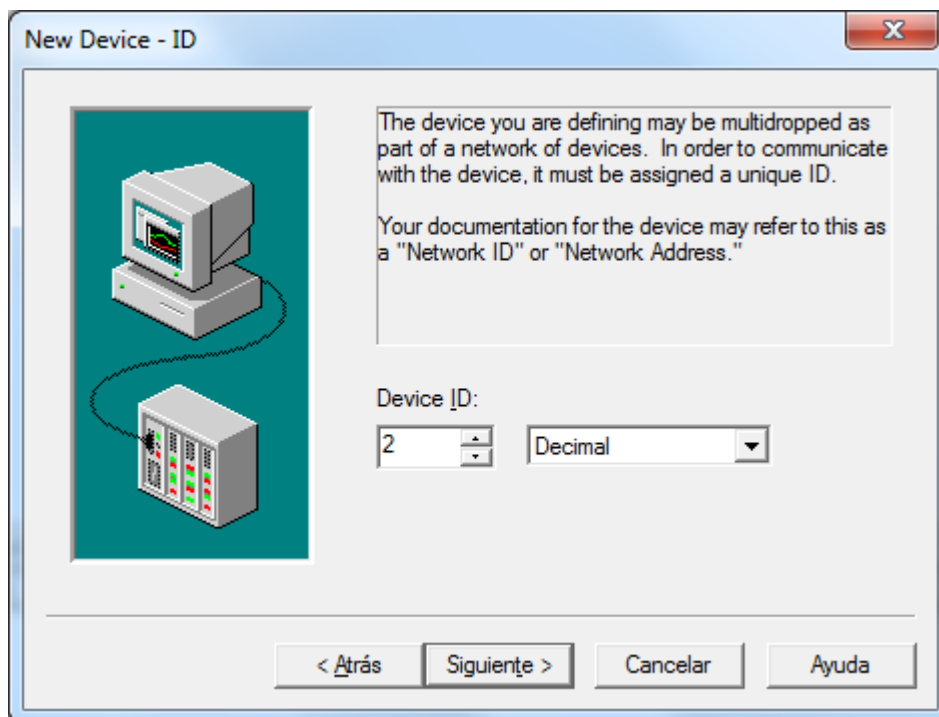 New Device - ID
The device you are defining may be multidropped as
part of a network of devices. In order to communicate
with the device, it must be assigned a unique ID.
Your documentation for the device may refer to this as
a "Network ID" or "Network Address."
Device ID:
2 Decimal
< Atrás Siguiente > Cancelar Ayuda